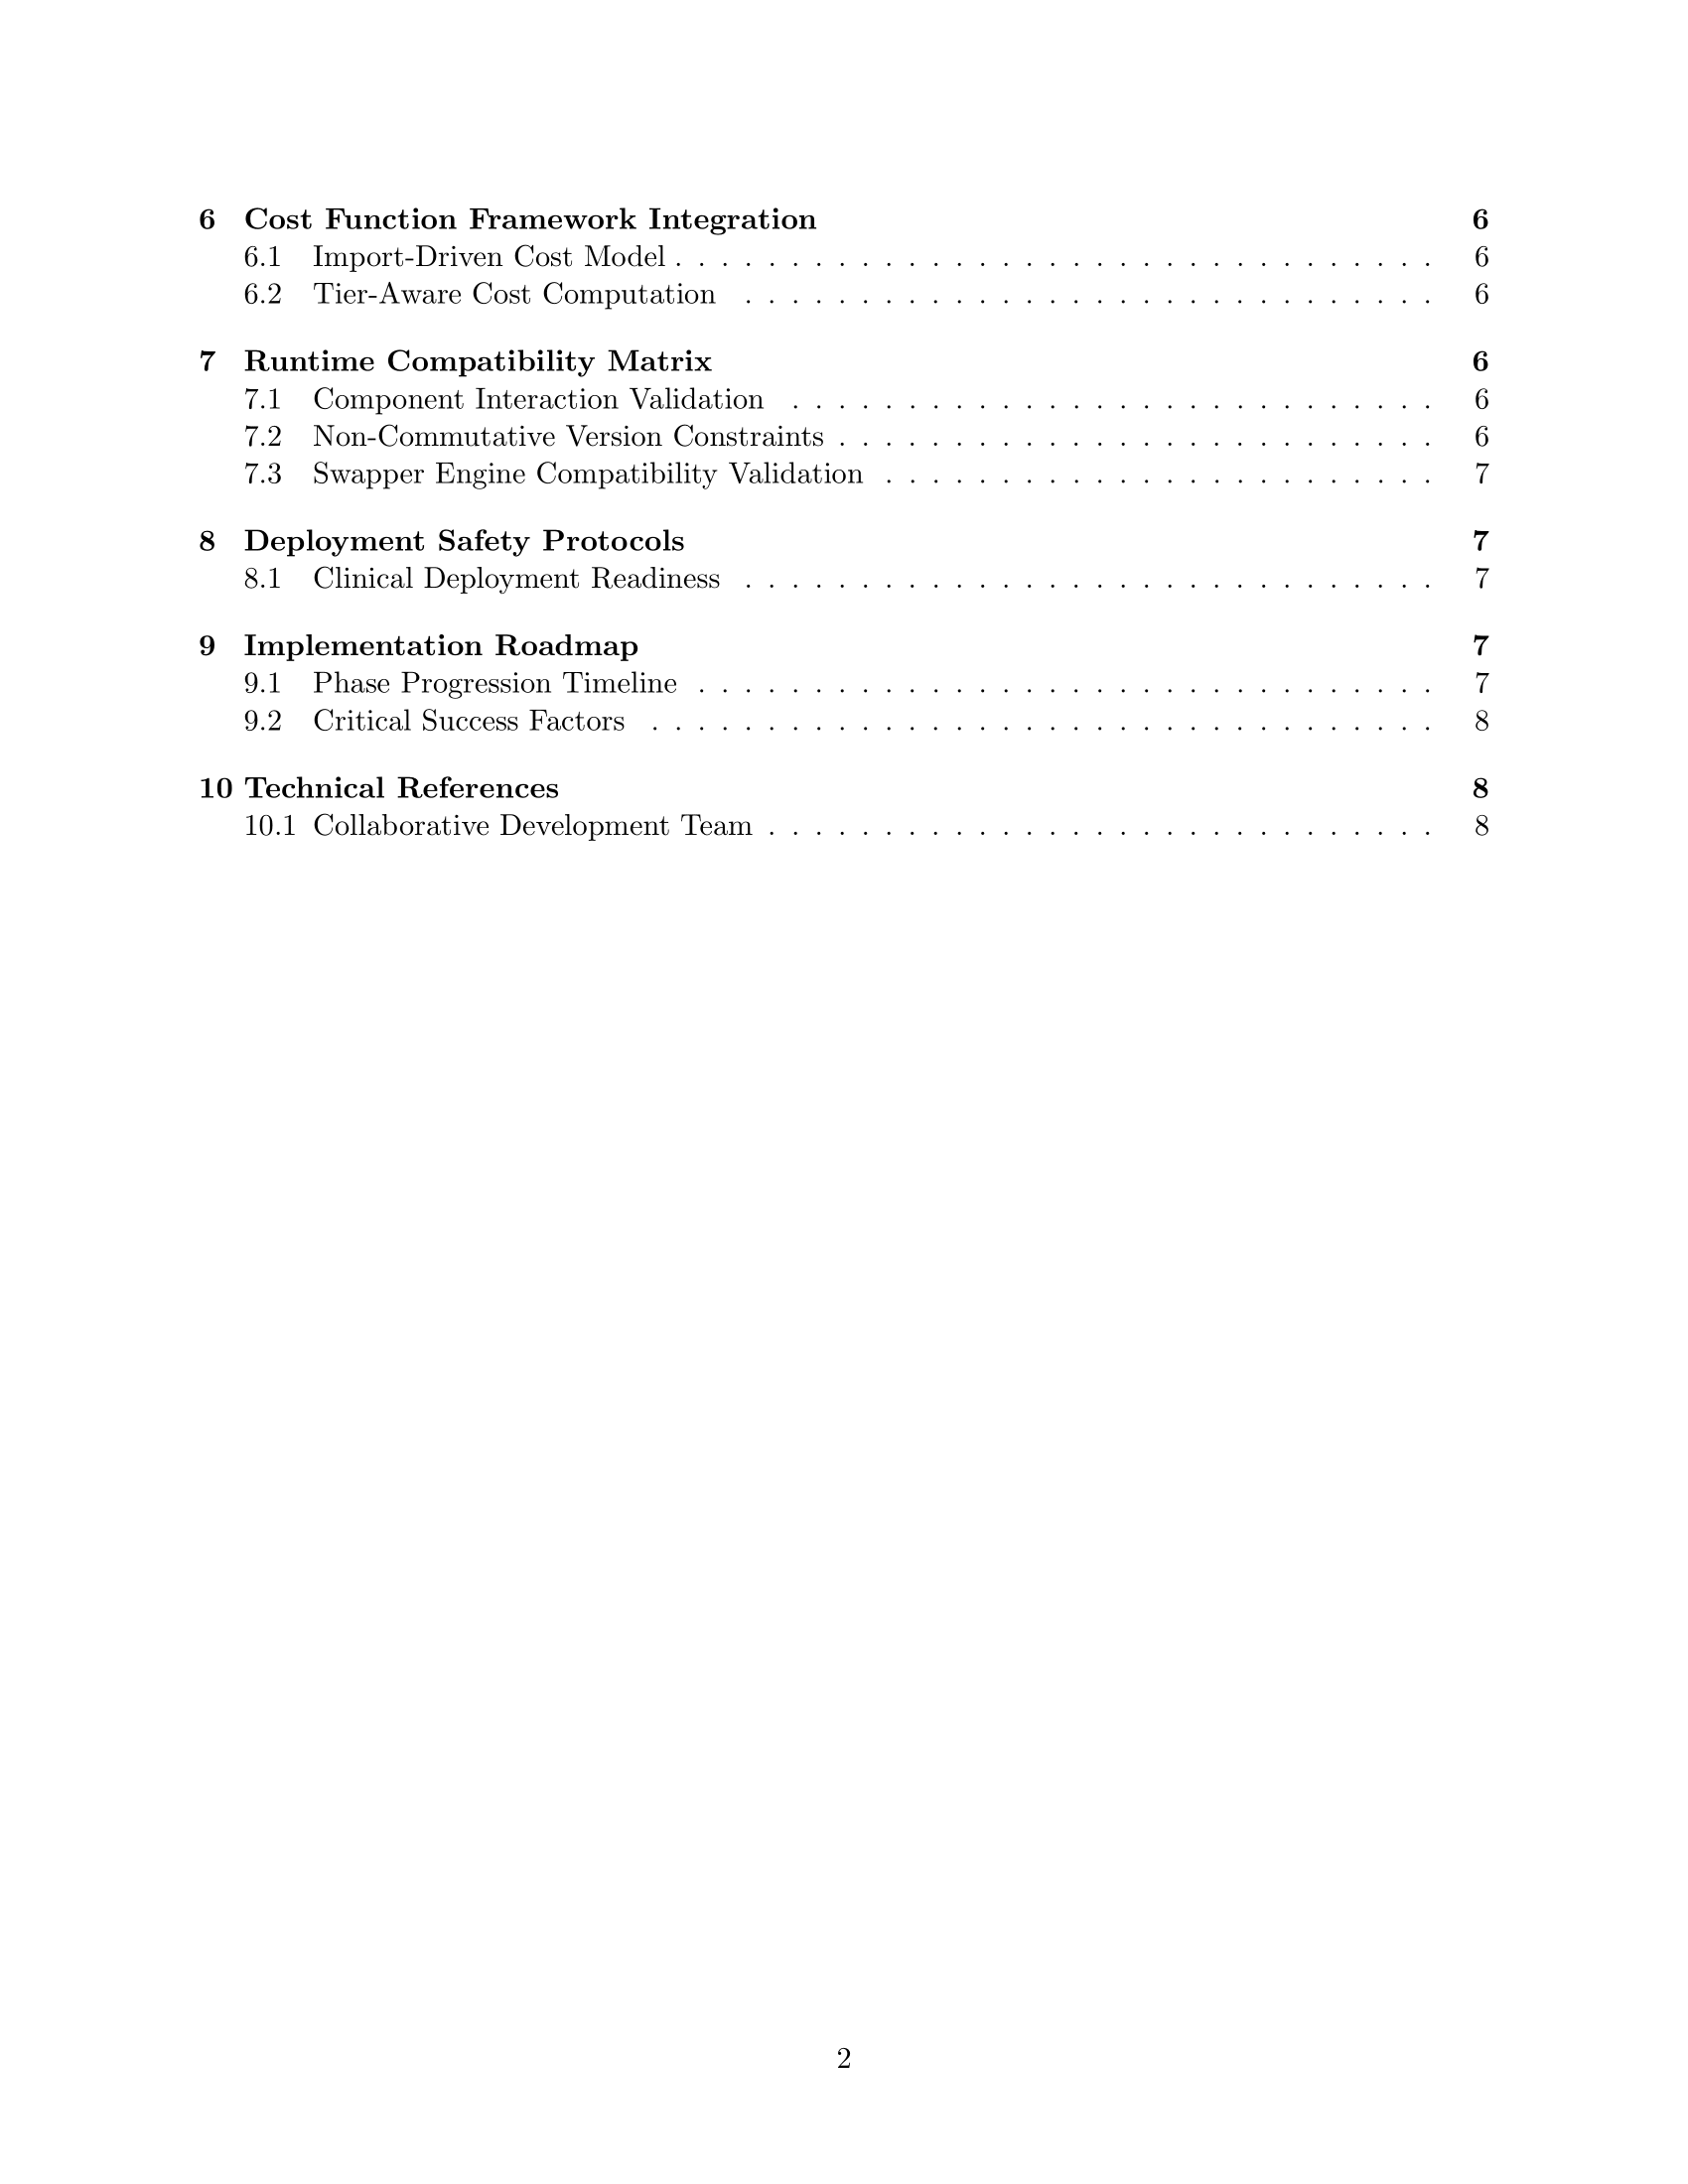 6 Cost Function Framework Integration 6
6.1 Import-Driven Cost Model . . . . . . . . . . . . . . . . . . . . . . . . . . . . . . . . . 6
6.2 Tier-Aware Cost Computation . . . . . . . . . . . . . . . . . . . . . . . . . . . . . . 6
7 Runtime Compatibility Matrix 6
7.1 Component Interaction Validation . . . . . . . . . . . . . . . . . . . . . . . . . . . . 6
7.2 Non-Commutative Version Constraints . . . . . . . . . . . . . . . . . . . . . . . . . . 6
7.3 Swapper Engine Compatibility Validation . . . . . . . . . . . . . . . . . . . . . . . . 7
8 Deployment Safety Protocols 7
8.1 Clinical Deployment Readiness . . . . . . . . . . . . . . . . . . . . . . . . . . . . . . 7
9 Implementation Roadmap 7
9.1 Phase Progression Timeline . . . . . . . . . . . . . . . . . . . . . . . . . . . . . . . . 7
9.2 Critical Success Factors . . . . . . . . . . . . . . . . . . . . . . . . . . . . . . . . . . 8
10 Technical References 8
10.1 Collaborative Development Team . . . . . . . . . . . . . . . . . . . . . . . . . . . . . 8
2